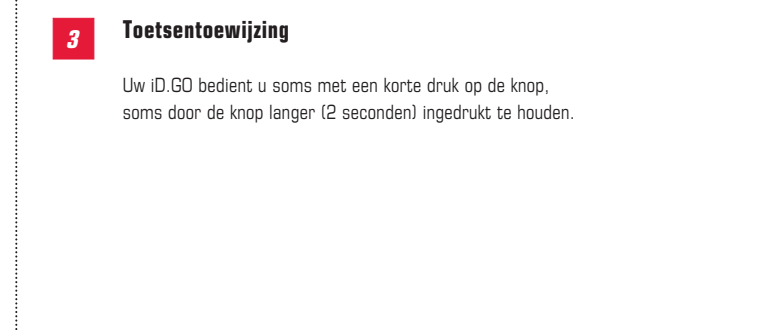 3
Toetsentoewijzing
Uw iD.GO bedient u soms met een korte druk op de knop,
soms door de knop langer (2 seconden) ingedrukt te houden.